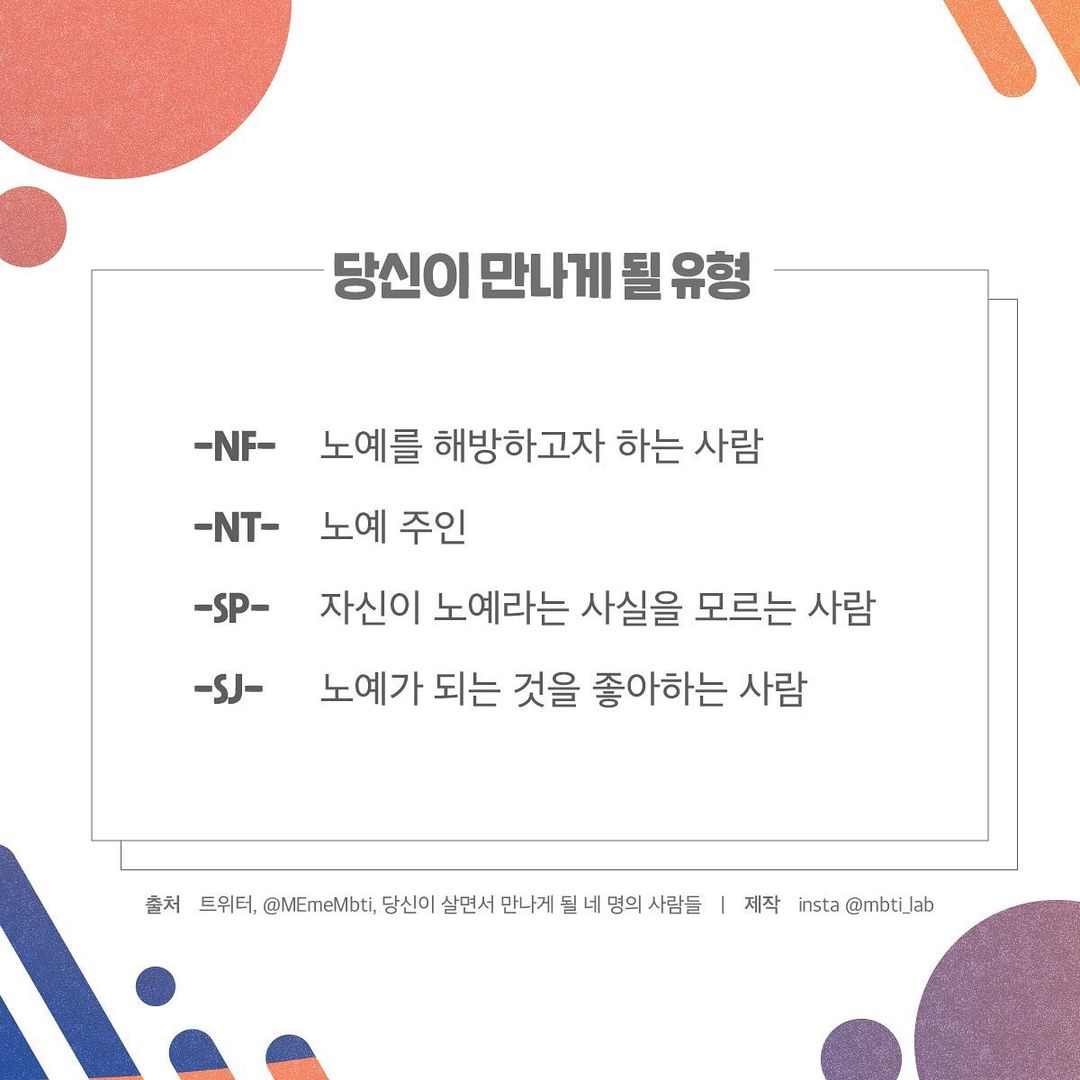 당신이 만나게 될 유형
-NF- 노예를 해방하고자 하는 사람
-NT- 노예 주인
-SP- 자신이 노예라는 사실을 모르는 사람
-SJ- 노예가 되는 것을 좋아하는 사람
출처 트위터, @MEmeMbti, 당신이 살면서 만나게 될 네 명의 사람들 | 제작 insta @mbti_lab